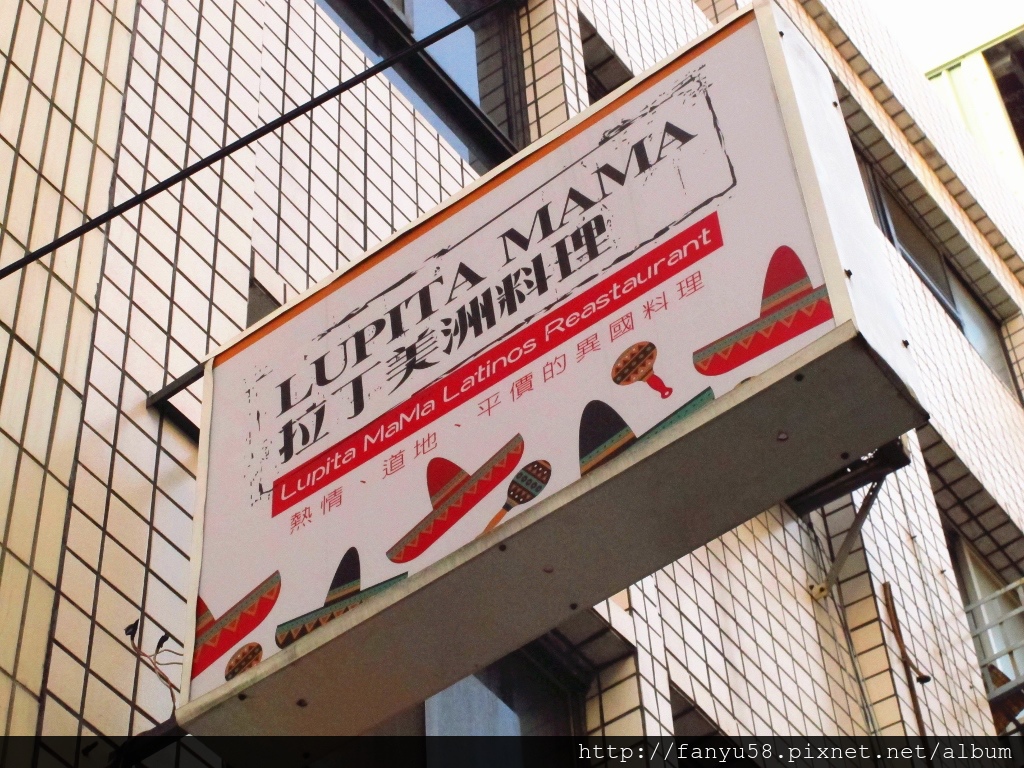 LUPITA MAMA
拉丁美洲料理
Lupita MaMa Latinos Reastaurant
熱情、道地、平價的異國料理
http://fanyu58.pixnet.net/album